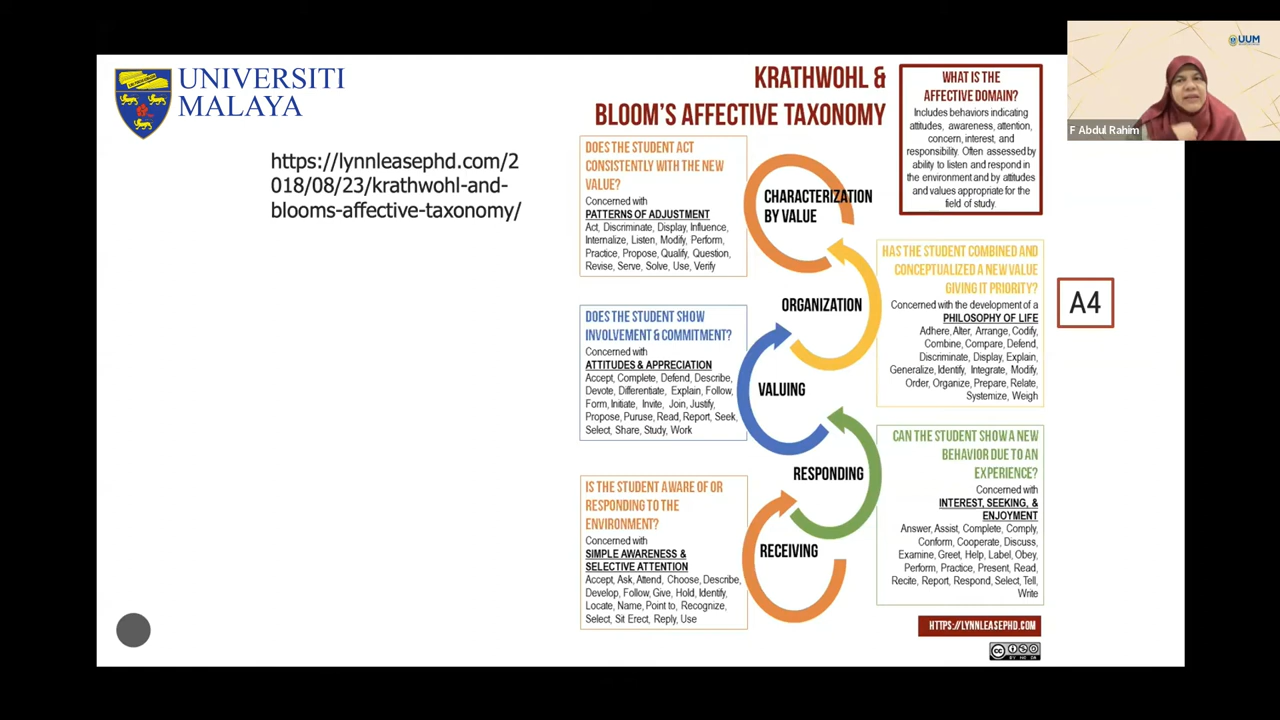 UNIVERSITI
MALAYA
https://lynnleasephd.com/2
018/08/23/krathwohl-and-
blooms-affective-taxonomy/
KRATHWOHL &
BLOOM'S AFFECTIVE TAXONOMY
WHAT IS THE
AFFECTIVE DOMAIN?
Includes behaviors indicating
attitudes, awareness, attention,
concern, interest, and
responsibility. Often assessed by
ability to listen and respond in
the environment and by attitudes
and values appropriate for the
field of study.
UUM
F Abdul Rahim
DOES THE STUDENT ACT
CONSISTENTLY WITH THE NEW
VALUE?
Concerned with
PATTERNS OF ADJUSTMENT
Act, Discriminate, Display, Influence,
Internalize, Listen, Modify, Perform,
Practice, Propose, Qualify, Question,
Revise, Serve, Solve, Use, Verify
CHARACTERIZATION
BY VALUE
HAS THE STUDENT COMBINED AND
CONCEPTUALIZED A NEW VALUE
GIVING IT PRIORITY?
Concerned with the development of a
PHILOSOPHY OF LIFE
Adhere, Alter, Arrange, Codify,
Combine, Compare, Defend,
Discriminate, Display, Explain,
Generalize, Identify, Integrate, Modify,
Order, Organize, Prepare, Relate,
Systemize, Weigh
A4
ORGANIZATION
DOES THE STUDENT SHOW
INVOLVEMENT & COMMITMENT?
Concerned with
ATTITUDES & APPRECIATION
Accept, Complete, Defend, Describe,
Devote, Differentiate, Explain, Follow,
Form, Initiate, Invite, Join, Justify,
Propose, Puruse, Read, Report, Seek,
Select, Share, Study, Work
VALUING
CAN THE STUDENT SHOW A NEW
BEHAVIOR DUE TO AN
EXPERIENCE?
Concerned with
INTEREST, SEEKING, &
ENJOYMENT
Answer, Assist, Complete, Comply,
Conform, Cooperate, Discuss,
Examine, Greet, Help, Label, Obey,
Perform, Practice, Present, Read,
Recite, Report, Respond, Select, Tell,
Write
RESPONDING
IS THE STUDENT AWARE OF OR
RESPONDING TO THE
ENVIRONMENT?
Concerned with
SIMPLE AWARENESS &
SELECTIVE ATTENTION
Accept, Ask, Attend, Choose, Describe,
Develop, Follow, Give, Hold, Identify,
Locate, Name, Point to, Recognize,
Select, Sit Erect, Reply, Use
RECEIVING
HTTPS://LYNNLEASEPHD.COM
CC
BY NC SA